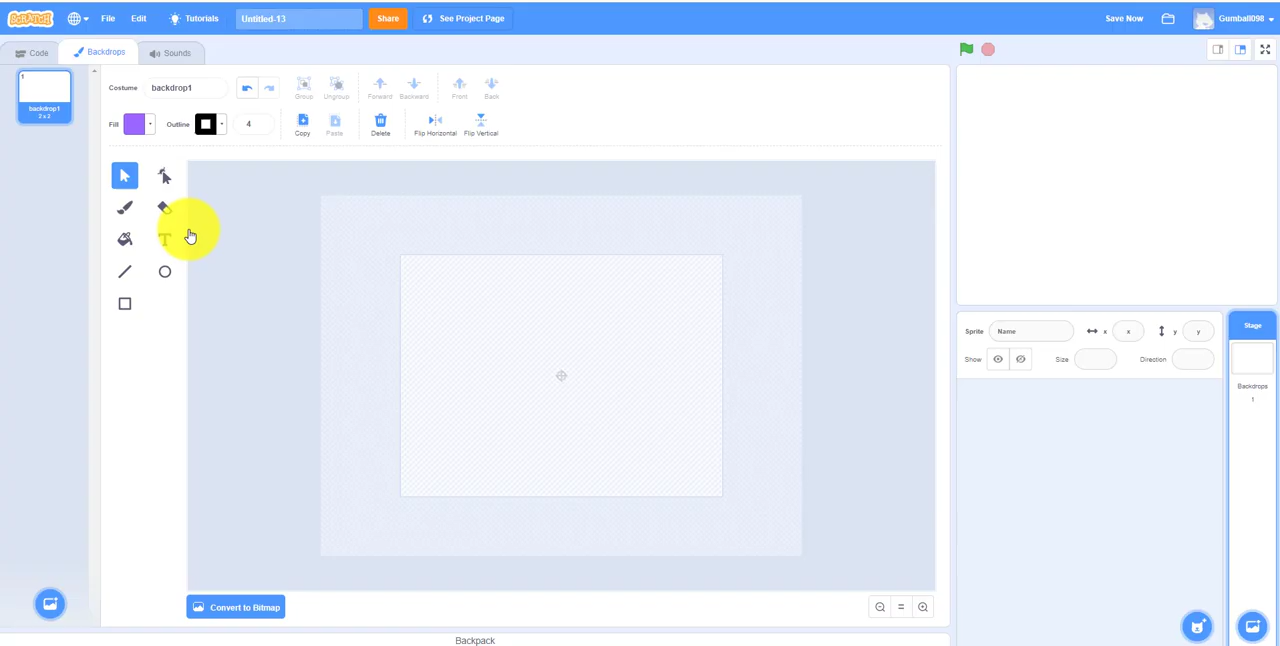 SCRATCH File Edit Tutorials Untitled-13 Share See Project Page Save Now Gumball098
Code Backdrops Sounds
1
backdrop1
2 x 2
Costume backdrop1 Group Ungroup Forward Backward Front Back
Fill Outline 4 Copy Paste Delete Flip Horizontal Flip Vertical
T
Convert to Bitmap
Backpack
Sprite Name x x y y
Show Size Direction
Stage
Backdrops
1